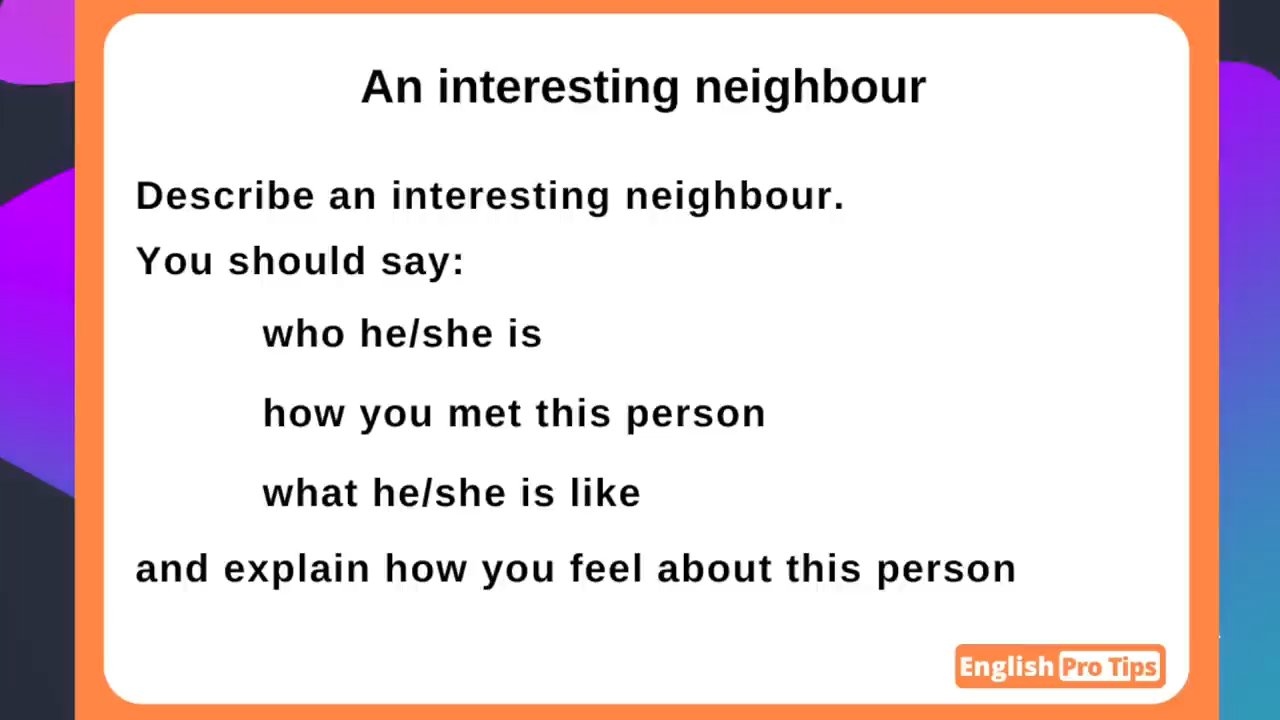 An interesting neighbour
Describe an interesting neighbour.
You should say:
who he/she is
how you met this person
what he/she is like
and explain how you feel about this person
English Pro Tips